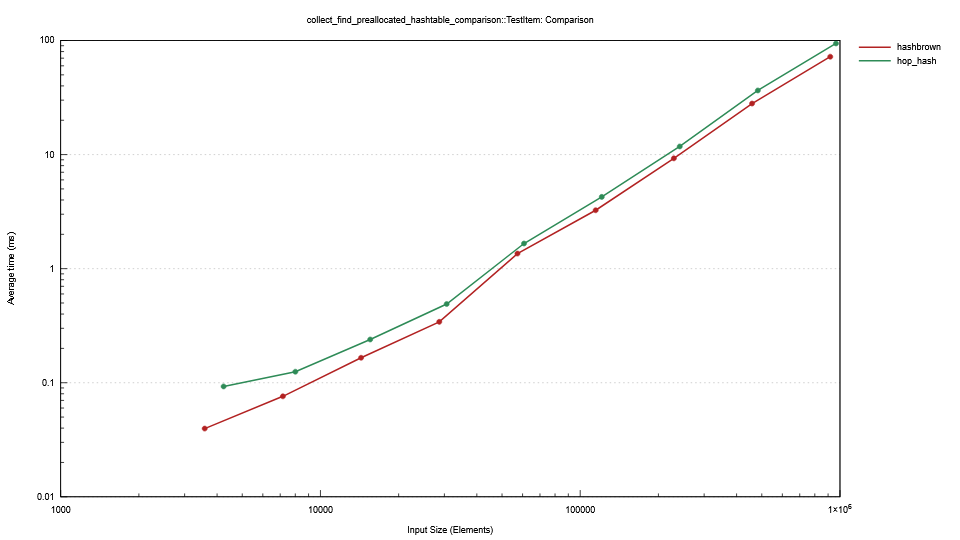 collect_find_preallocated_hashtable_comparison::TestItem: Comparison
hashbrown
hop_hash
100
10
1
0.1
0.01
Average time (ms)
1000
10000
100000
1×10⁶
Input Size (Elements)